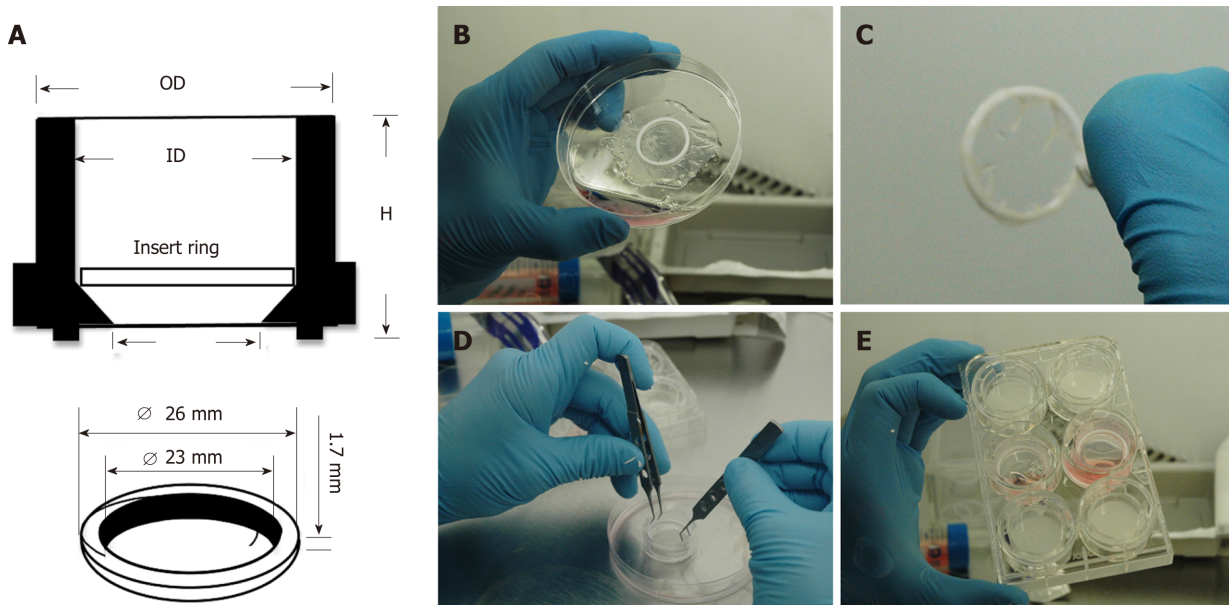 A
OD
ID
H
Insert ring
∅ 26 mm
∅ 23 mm
1.7 mm
B
C
D
E